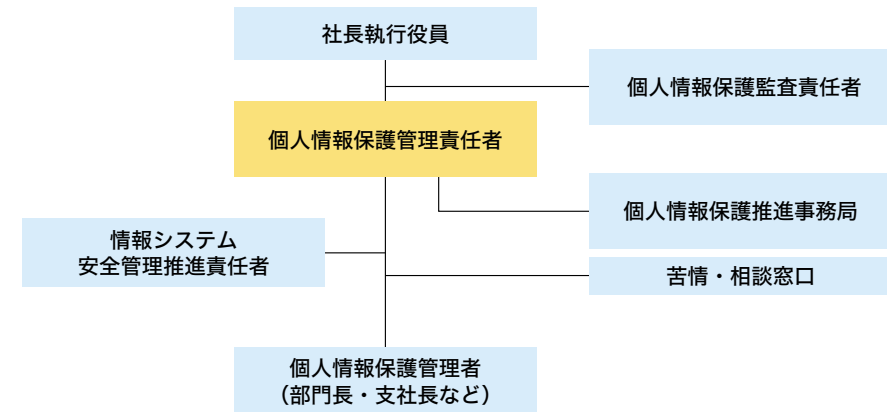 社長執行役員
個人情報保護監査責任者
個人情報保護管理責任者
個人情報保護推進事務局
情報システム
安全管理推進責任者
苦情・相談窓口
個人情報保護管理者
（部門長・支社長など）